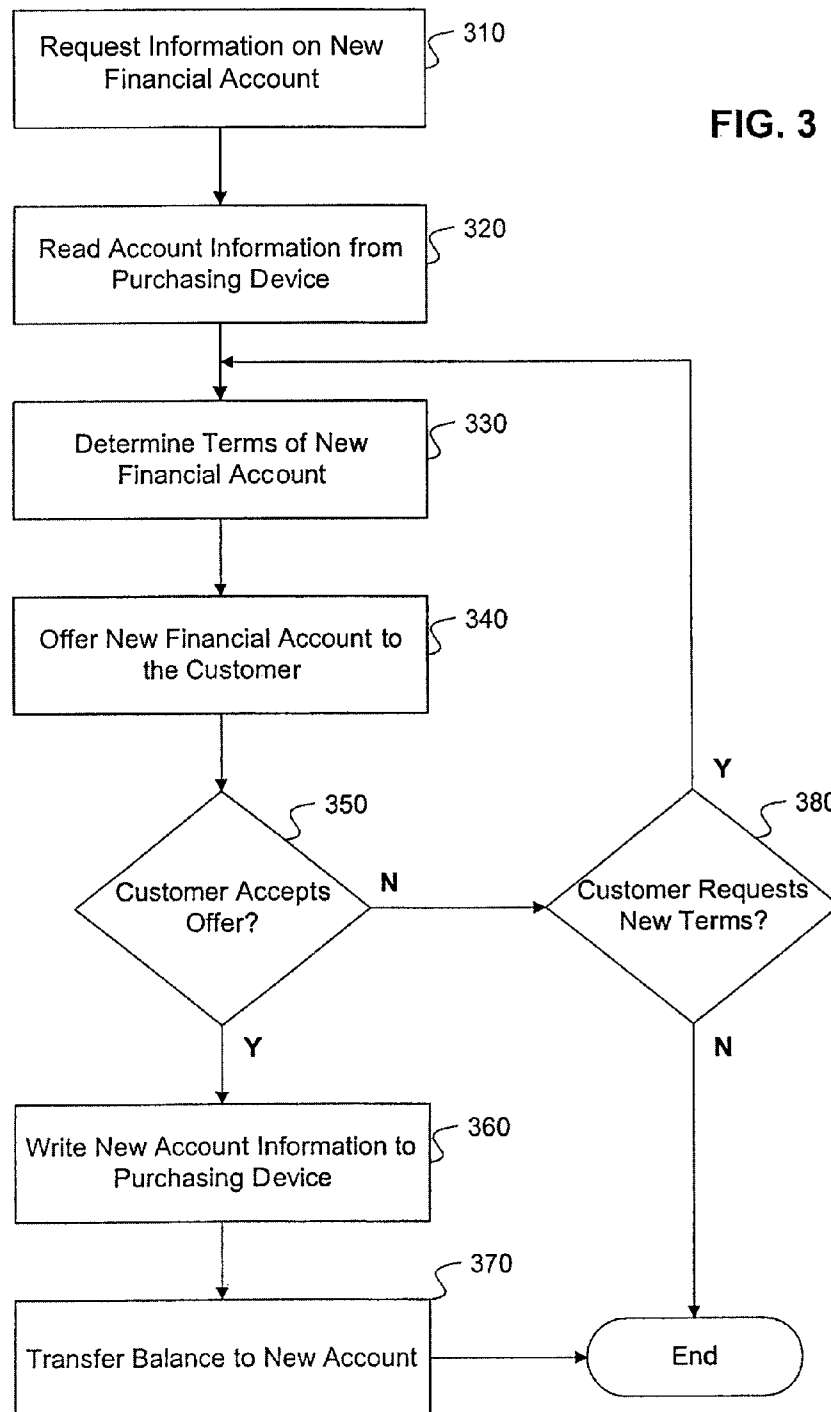 Request Information on New
Financial Account
310
FIG. 3
Read Account Information from
Purchasing Device
320
Determine Terms of New
Financial Account
330
Offer New Financial Account to
the Customer
340
Customer Accepts
Offer?
350
N
Y
Customer Requests
New Terms?
380
Y
N
Write New Account Information to
Purchasing Device
360
Transfer Balance to New Account
370
End